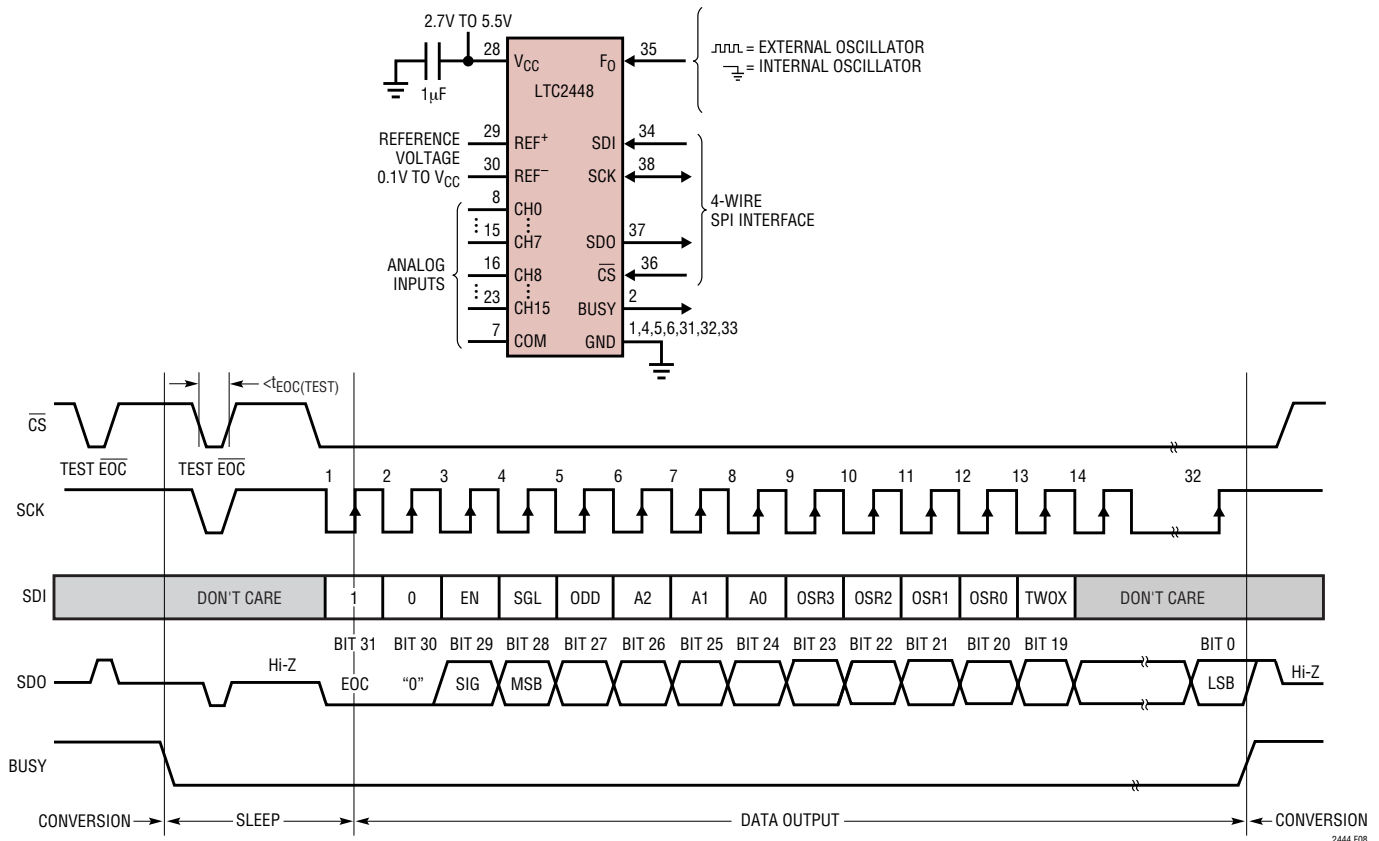 2.7V TO 5.5V
1μF
28 VCC
FO 35
= EXTERNAL OSCILLATOR
= INTERNAL OSCILLATOR
LTC2448
REFERENCE
VOLTAGE
0.1V TO VCC
29 REF+
30 REF–
SDI 34
SCK 38
SDO 37
CS 36
4-WIRE
SPI INTERFACE
ANALOG
INPUTS
8 CH0
15 CH7
16 CH8
23 CH15
7 COM
BUSY 2
GND 1,4,5,6,31,32,33
<tEOC(TEST)
CS
TEST EOC TEST EOC
1 2 3 4 5 6 7 8 9 10 11 12 13 14 32
SCK
SDI DON'T CARE 1 0 EN SGL ODD A2 A1 A0 OSR3 OSR2 OSR1 OSR0 TWOX DON'T CARE
BIT 31 BIT 30 BIT 29 BIT 28 BIT 27 BIT 26 BIT 25 BIT 24 BIT 23 BIT 22 BIT 21 BIT 20 BIT 19 BIT 0
SDO Hi-Z EOC “0” SIG MSB LSB Hi-Z
BUSY
CONVERSION SLEEP DATA OUTPUT CONVERSION
2444 F08